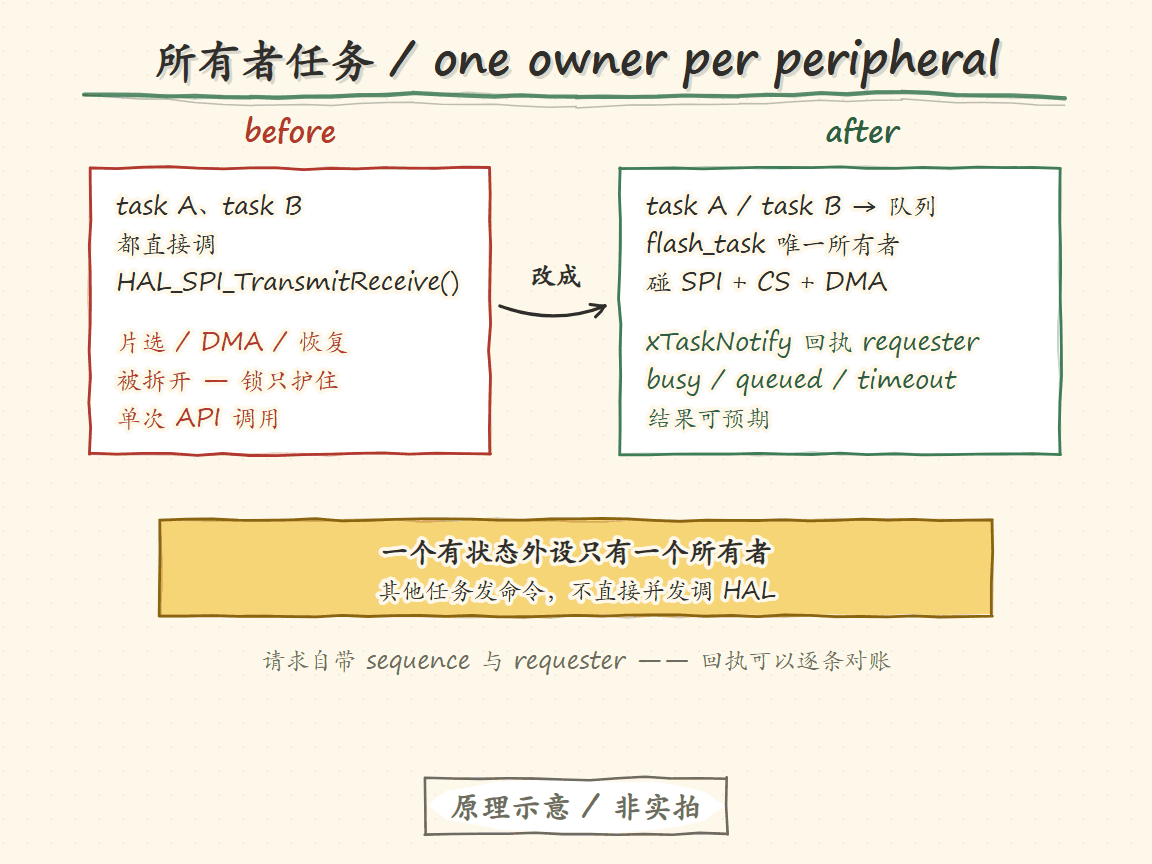 所有者任务 / one owner per peripheral
before
task A、task B
都直接调
HAL_SPI_TransmitReceive()
片选 / DMA / 恢复
被拆开 — 锁只护住
单次 API 调用
改成
after
task A / task B → 队列
flash_task 唯一所有者
碰 SPI + CS + DMA
xTaskNotify 回执 requester
busy / queued / timeout
结果可预期
一个有状态外设只有一个所有者
其他任务发命令，不直接并发调 HAL
请求自带 sequence 与 requester —— 回执可以逐条对账
原理示意 / 非实拍